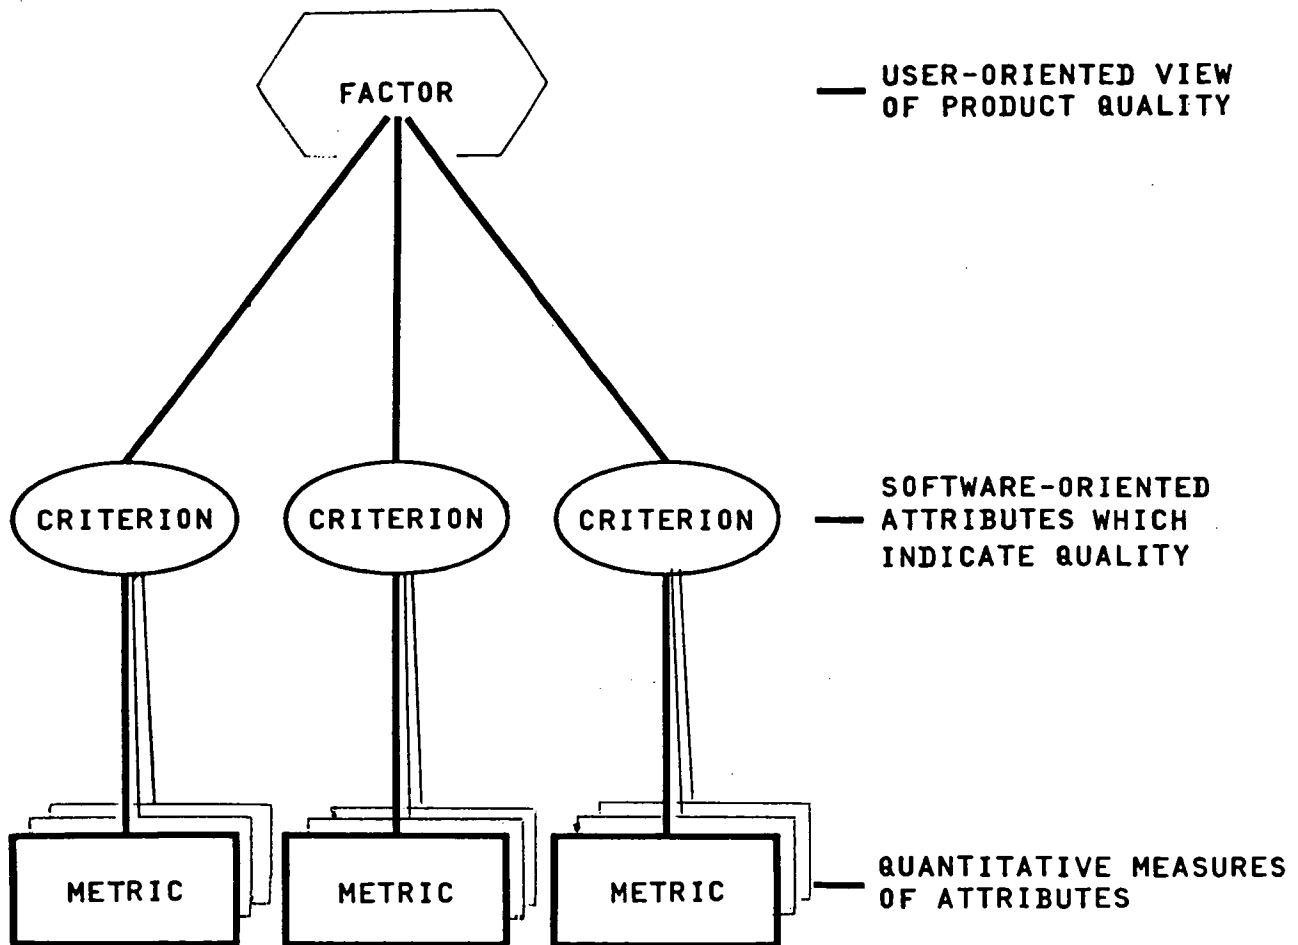 FACTOR
USER-ORIENTED VIEW
OF PRODUCT QUALITY
CRITERION
CRITERION
CRITERION
SOFTWARE-ORIENTED
ATTRIBUTES WHICH
INDICATE QUALITY
METRIC
METRIC
METRIC
QUANTITATIVE MEASURES
OF ATTRIBUTES